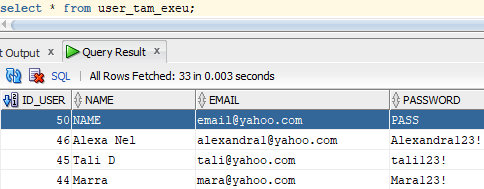 select * from user_tam_exeu;
t Output × Query Result ×
SQL | All Rows Fetched: 33 in 0.003 seconds
ID_USER NAME EMAIL PASSWORD
50 NAME email@yahoo.com PASS
46 Alexa Nel alexandra1@yahoo.com Alexandra123!
45 Tali D tali@yahoo.com tali123!
44 Marra mara@yahoo.com Mara123!